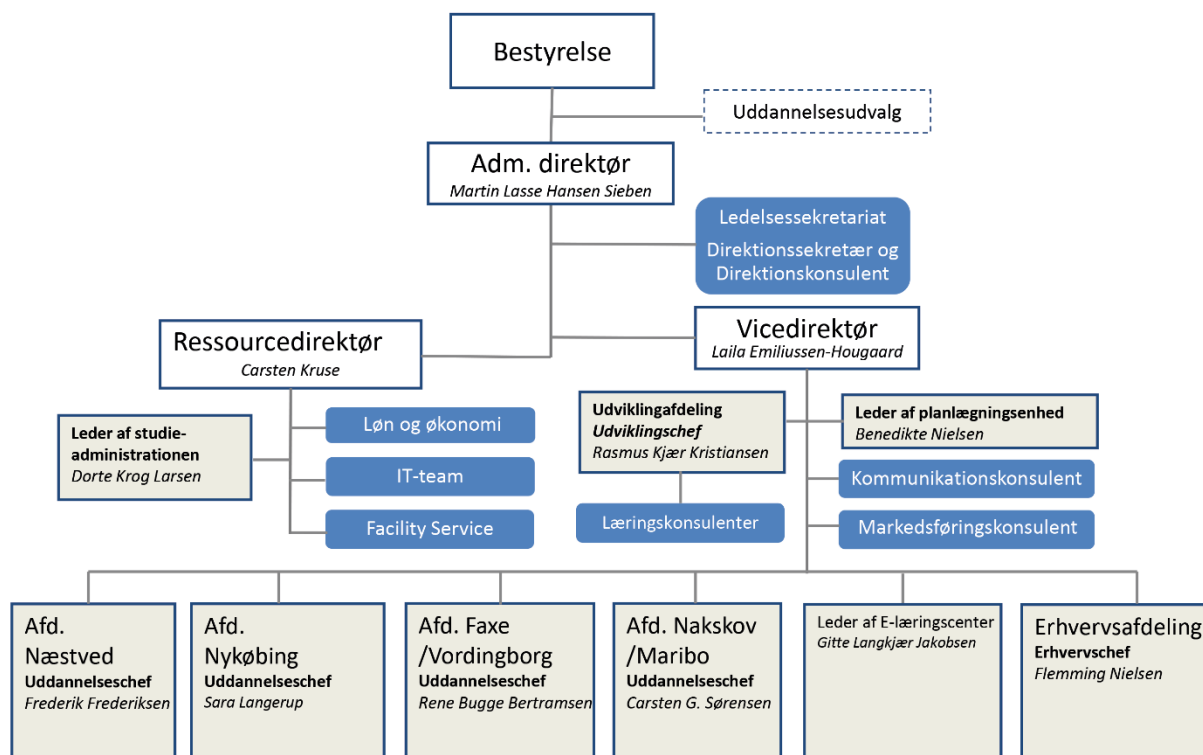 Bestyrelse
Uddannelsesudvalg
Adm. direktør
Martin Lasse Hansen Sieben
Ledelsessekretariat
Direktionssekretær og
Direktionskonsulent
Ressourcedirektør
Carsten Kruse
Vicedirektør
Laila Emiliussen-Hougaard
Leder af studie-
administrationen
Dorte Krog Larsen
Løn og økonomi
IT-team
Facility Service
Udviklingafdeling
Udviklingschef
Rasmus Kjær Kristiansen
Læringskonsulenter
Leder af planlægningsenhed
Benedikte Nielsen
Kommunikationskonsulent
Markedsføringskonsulent
Afd.
Næstved
Uddannelseschef
Frederik Frederiksen
Afd.
Nykøbing
Uddannelseschef
Sara Langerup
Afd. Faxe
/Vordingborg
Uddannelseschef
Rene Bugge Bertramsen
Afd. Nakskov
/Maribo
Uddannelseschef
Carsten G. Sørensen
Leder af E-læringscenter
Gitte Langkjær Jakobsen
Erhvervsafdeling
Erhvervschef
Flemming Nielsen